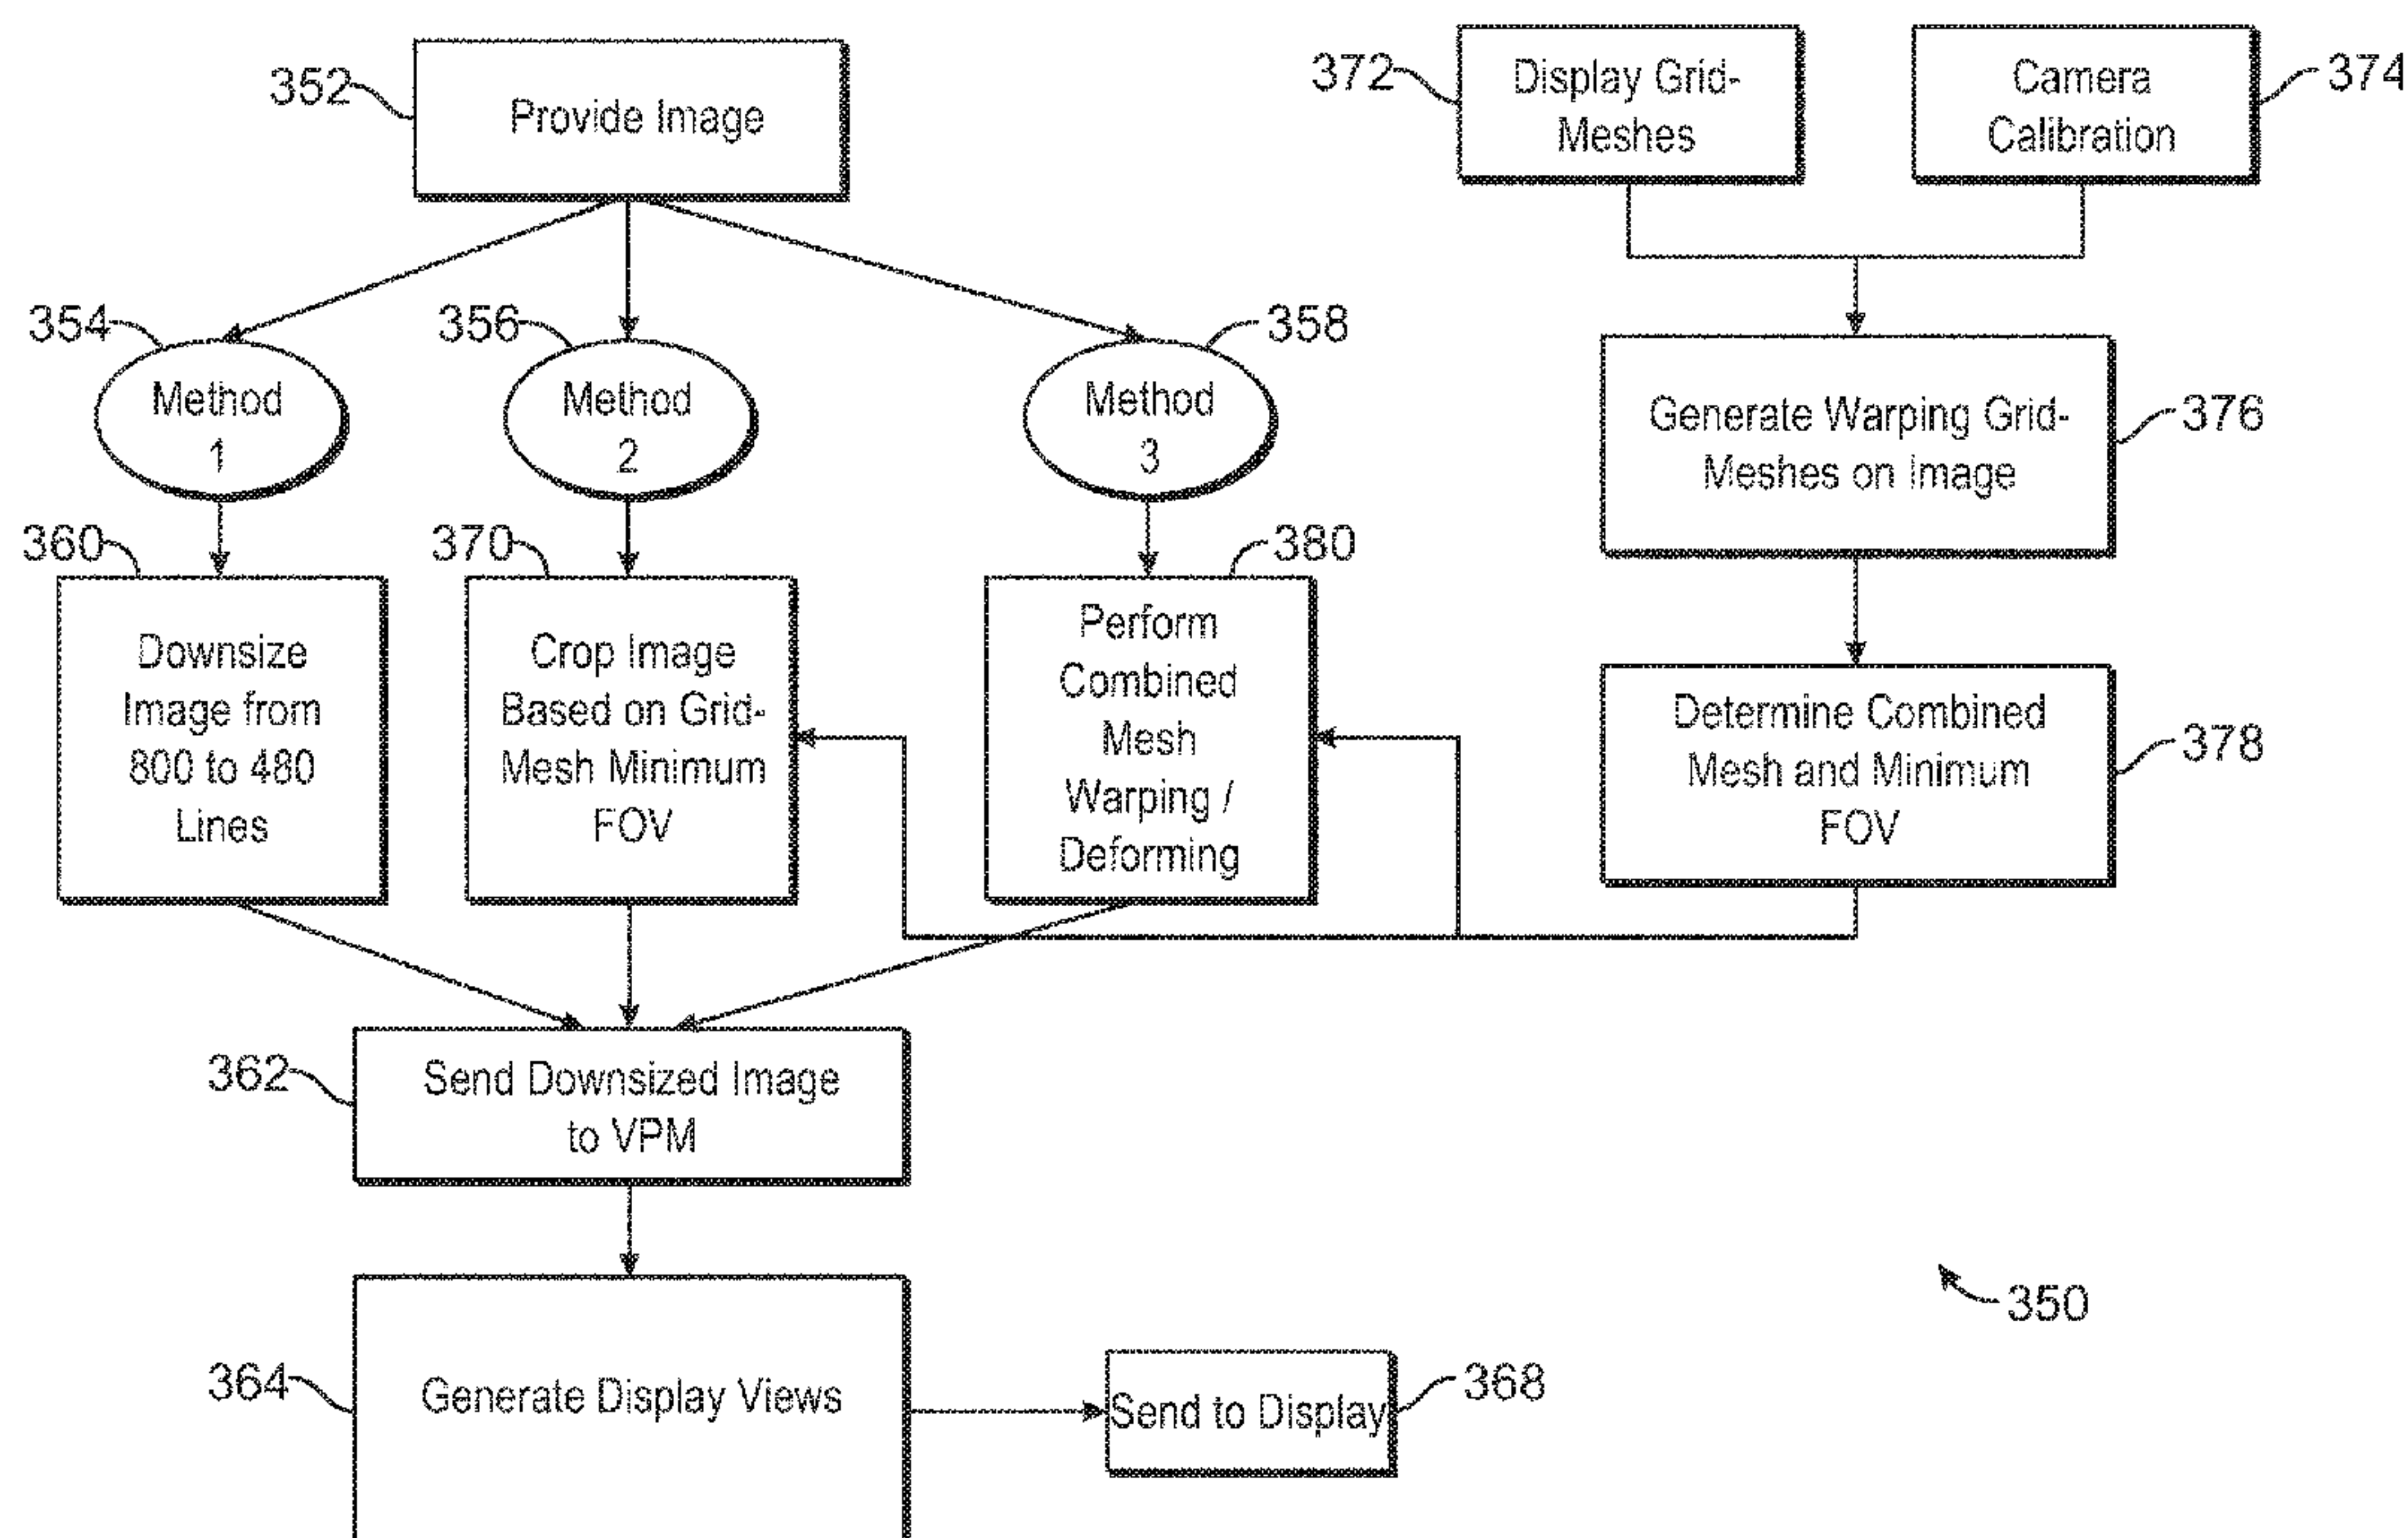 352
Provide Image
372
Display Grid-
Meshes
Camera
Calibration
374
354
Method
1
356
Method
2
358
Method
3
Generate Warping Grid-
Meshes on Image
376
360
Downsize
Image from
800 to 480
Lines
370
Crop Image
Based on Grid-
Mesh Minimum
FOV
380
Perform
Combined
Mesh
Warping /
Deforming
Determine Combined
Mesh and Minimum
FOV
378
362
Send Downsized Image
to VPM
364
Generate Display Views
Send to Display
368
350